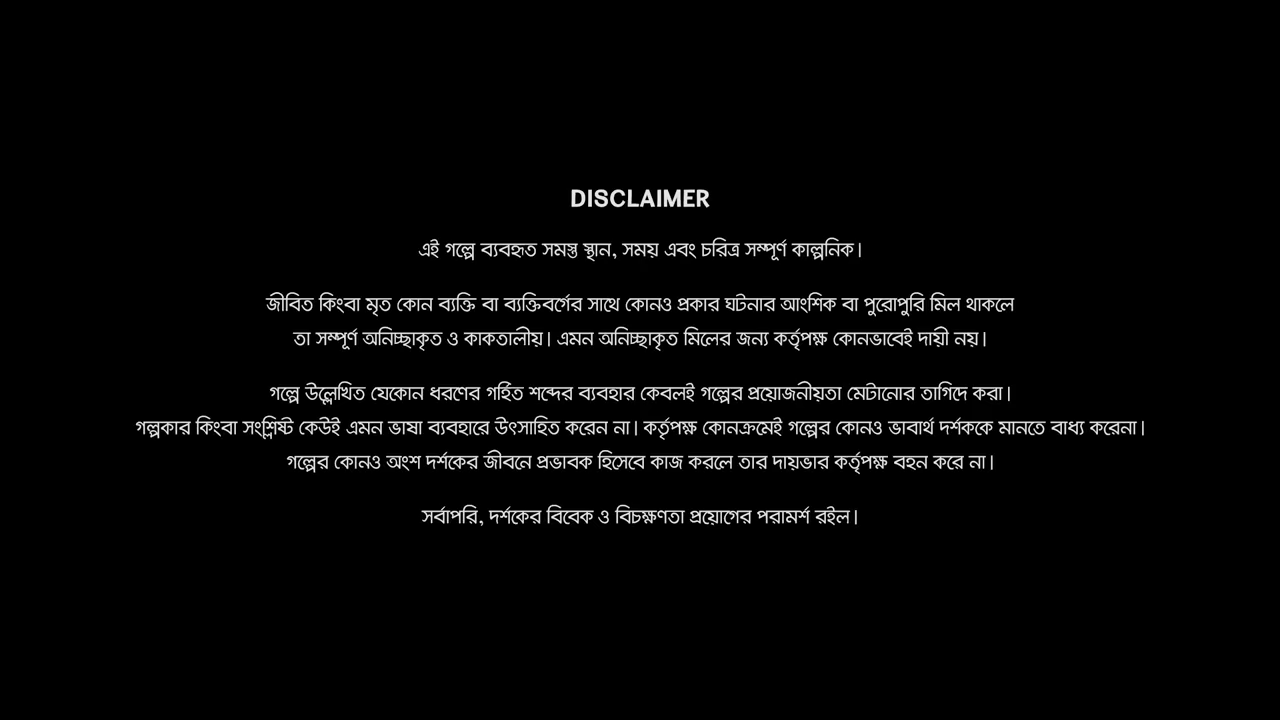 DISCLAIMER
এই গল্পে ব্যবহৃত সমস্ত স্থান, সময় এবং চরিত্র সম্পূর্ণ কাল্পনিক।
জীবিত কিংবা মৃত কোন ব্যক্তি বা ব্যক্তিবর্গের সাথে কোনও প্রকার ঘটনার আংশিক বা পুরোপুরি মিল থাকলে
তা সম্পূর্ণ অনিচ্ছাকৃত ও কাকতালীয়। এমন অনিচ্ছাকৃত মিলের জন্য কর্তৃপক্ষ কোনভাবেই দায়ী নয়।
গল্পে উল্লেখিত যেকোন ধরণের গর্হিত শব্দের ব্যবহার কেবলই গল্পের প্রয়োজনীয়তা মেটানোর তাগিদে করা।
গল্পকার কিংবা সংশ্লিষ্ট কেউই এমন ভাষা ব্যবহারে উৎসাহিত করেন না। কর্তৃপক্ষ কোনক্রমেই গল্পের কোনও ভাবার্থ দর্শককে মানতে বাধ্য করেনা।
গল্পের কোনও অংশ দর্শকের জীবনে প্রভাবক হিসেবে কাজ করলে তার দায়ভার কর্তৃপক্ষ বহন করে না।
সর্বাপরি, দর্শকের বিবেক ও বিচক্ষণতা প্রয়োগের পরামর্শ রইল।